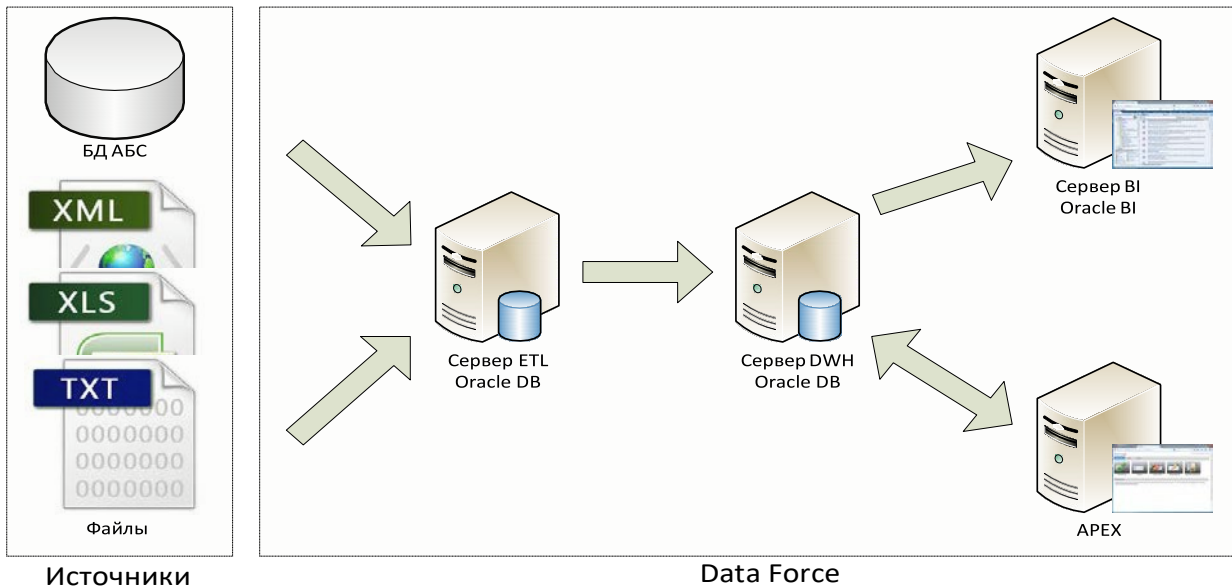 БД АБС
XML
XLS
TXT
0000000
0000000
0000000
0000000
Файлы
Источники
Сервер ETL
Oracle DB
Сервер DWH
Oracle DB
Сервер BI
Oracle BI
APEX
Data Force